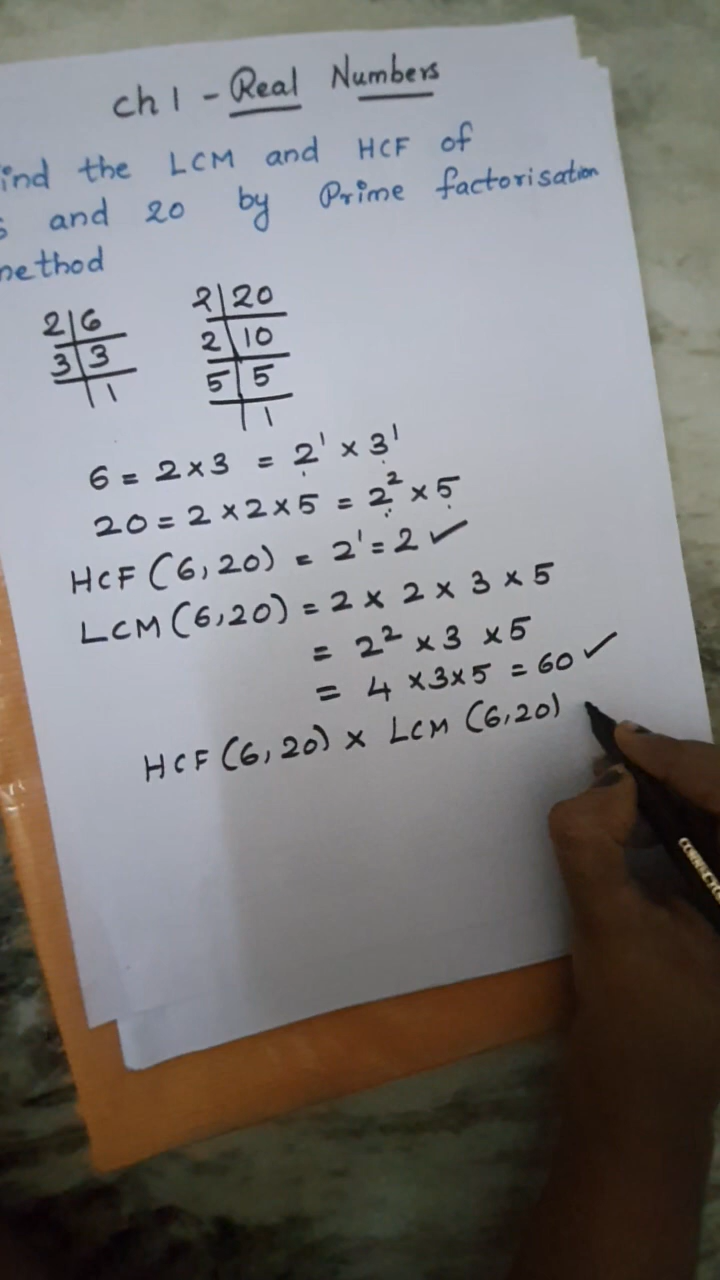 ch 1 - Real Numbers
ind the LCM and HCF of
and 20 by Prime factorisation
method
2 6
3 3
1
2 20
2 10
5 5
1
6 = 2 × 3 = 2¹ × 3¹
20 = 2 × 2 × 5 = 2² × 5
HCF (6, 20) = 2¹ = 2 ✓
LCM (6,20) = 2 × 2 × 3 × 5
= 2² × 3 × 5
= 4 × 3 × 5 = 60 ✓
HCF (6, 20) × LCM (6,20)